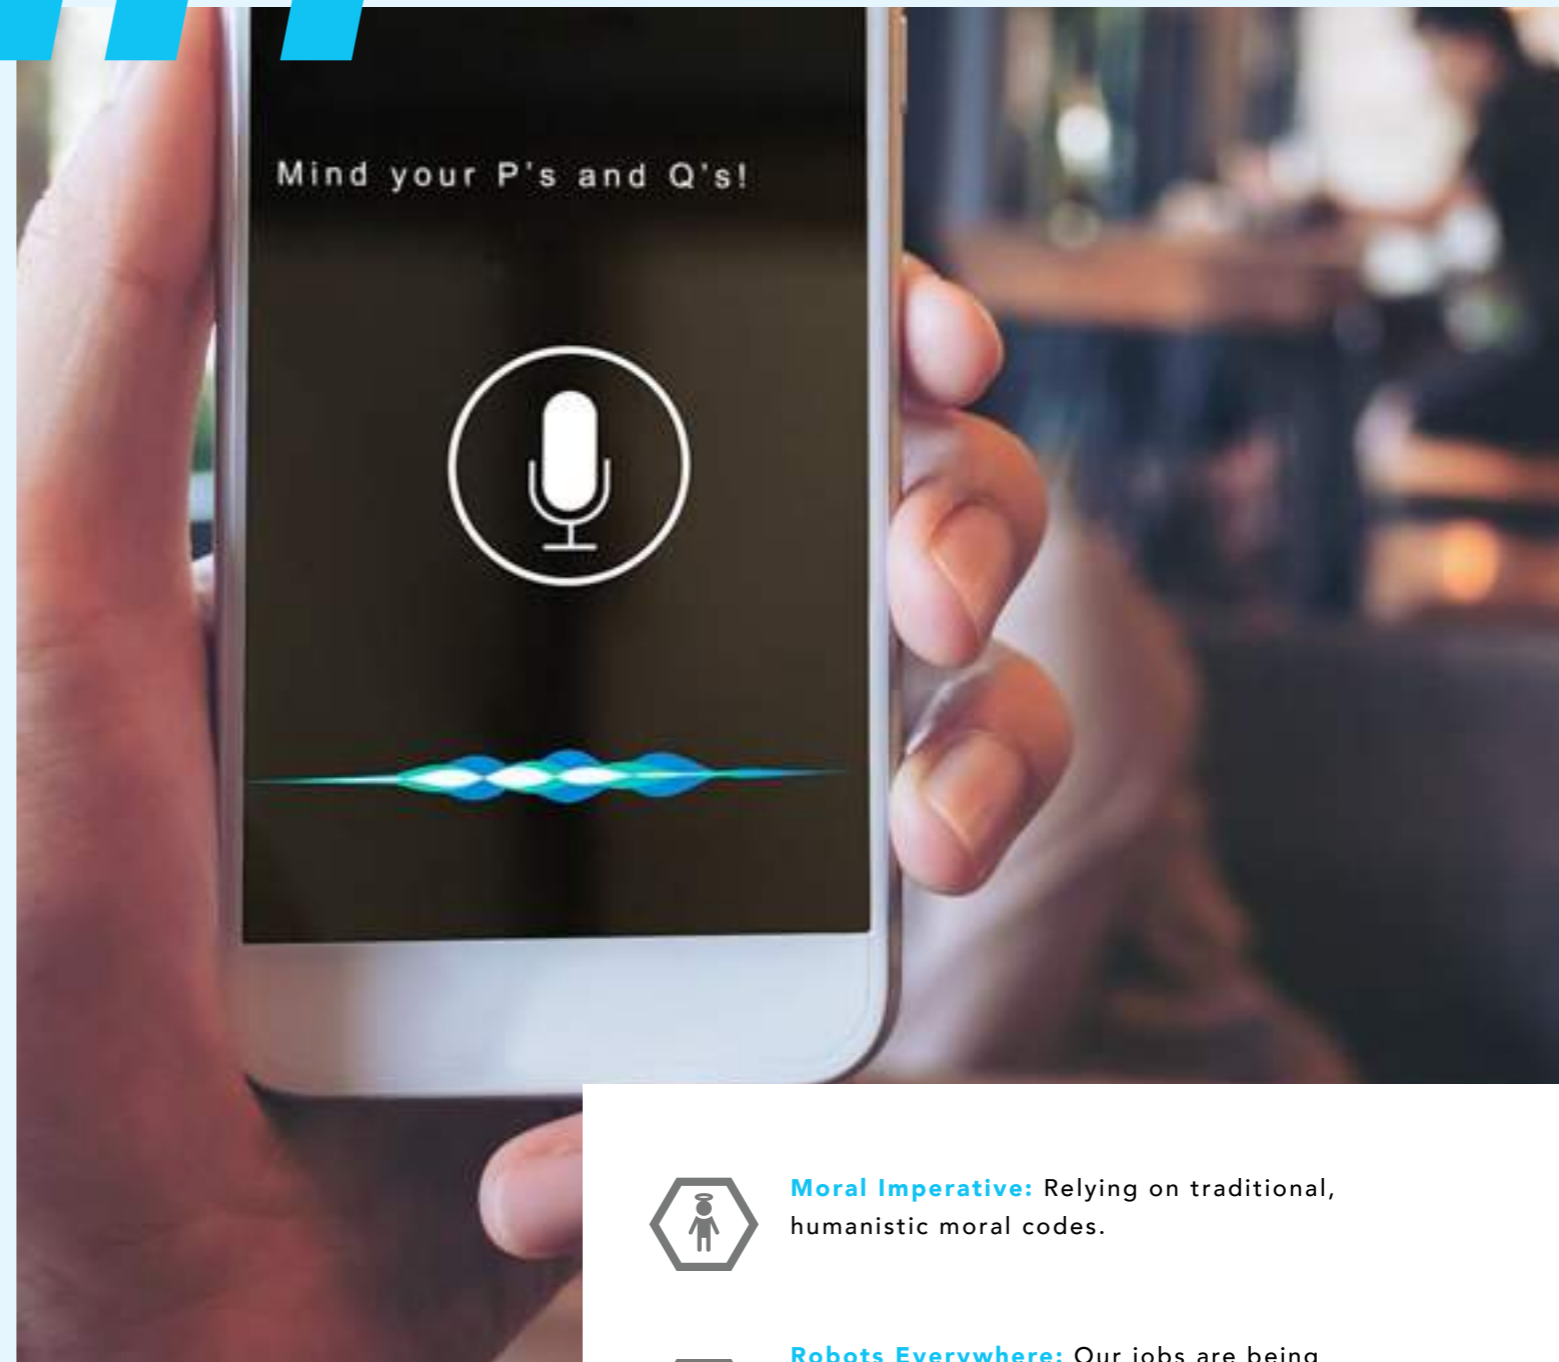 Mind your P's and Q's!
Moral Imperative: Relying on traditional,
humanistic moral codes.
Robots Everywhere: Our jobs are being